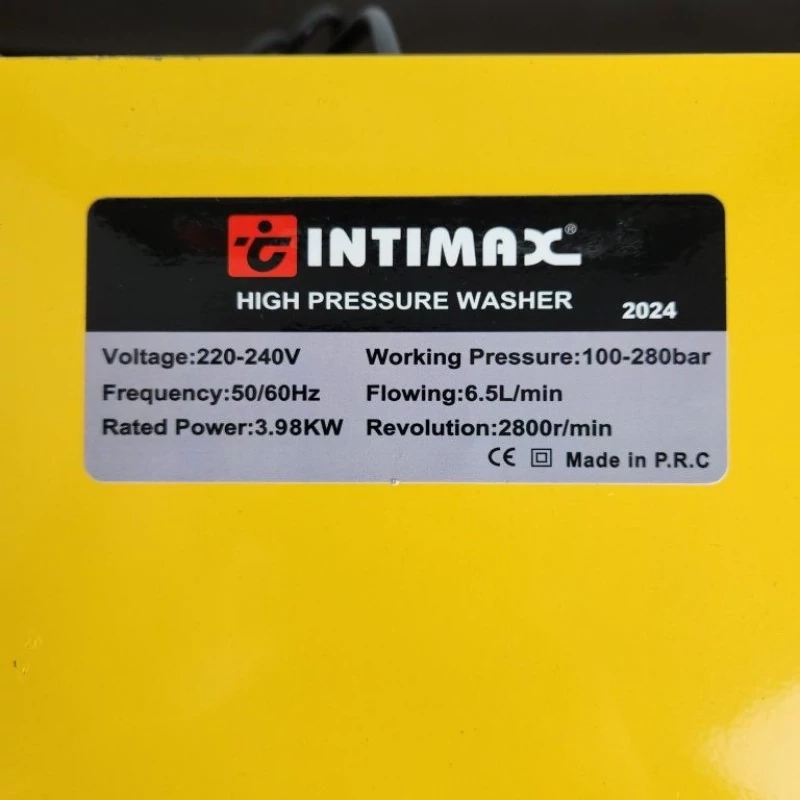 INTIMAX®
HIGH PRESSURE WASHER
2024
Voltage:220-240V
Working Pressure:100-280bar
Frequency:50/60Hz
Flowing:6.5L/min
Rated Power:3.98KW
Revolution:2800r/min
CE
Made in P.R.C